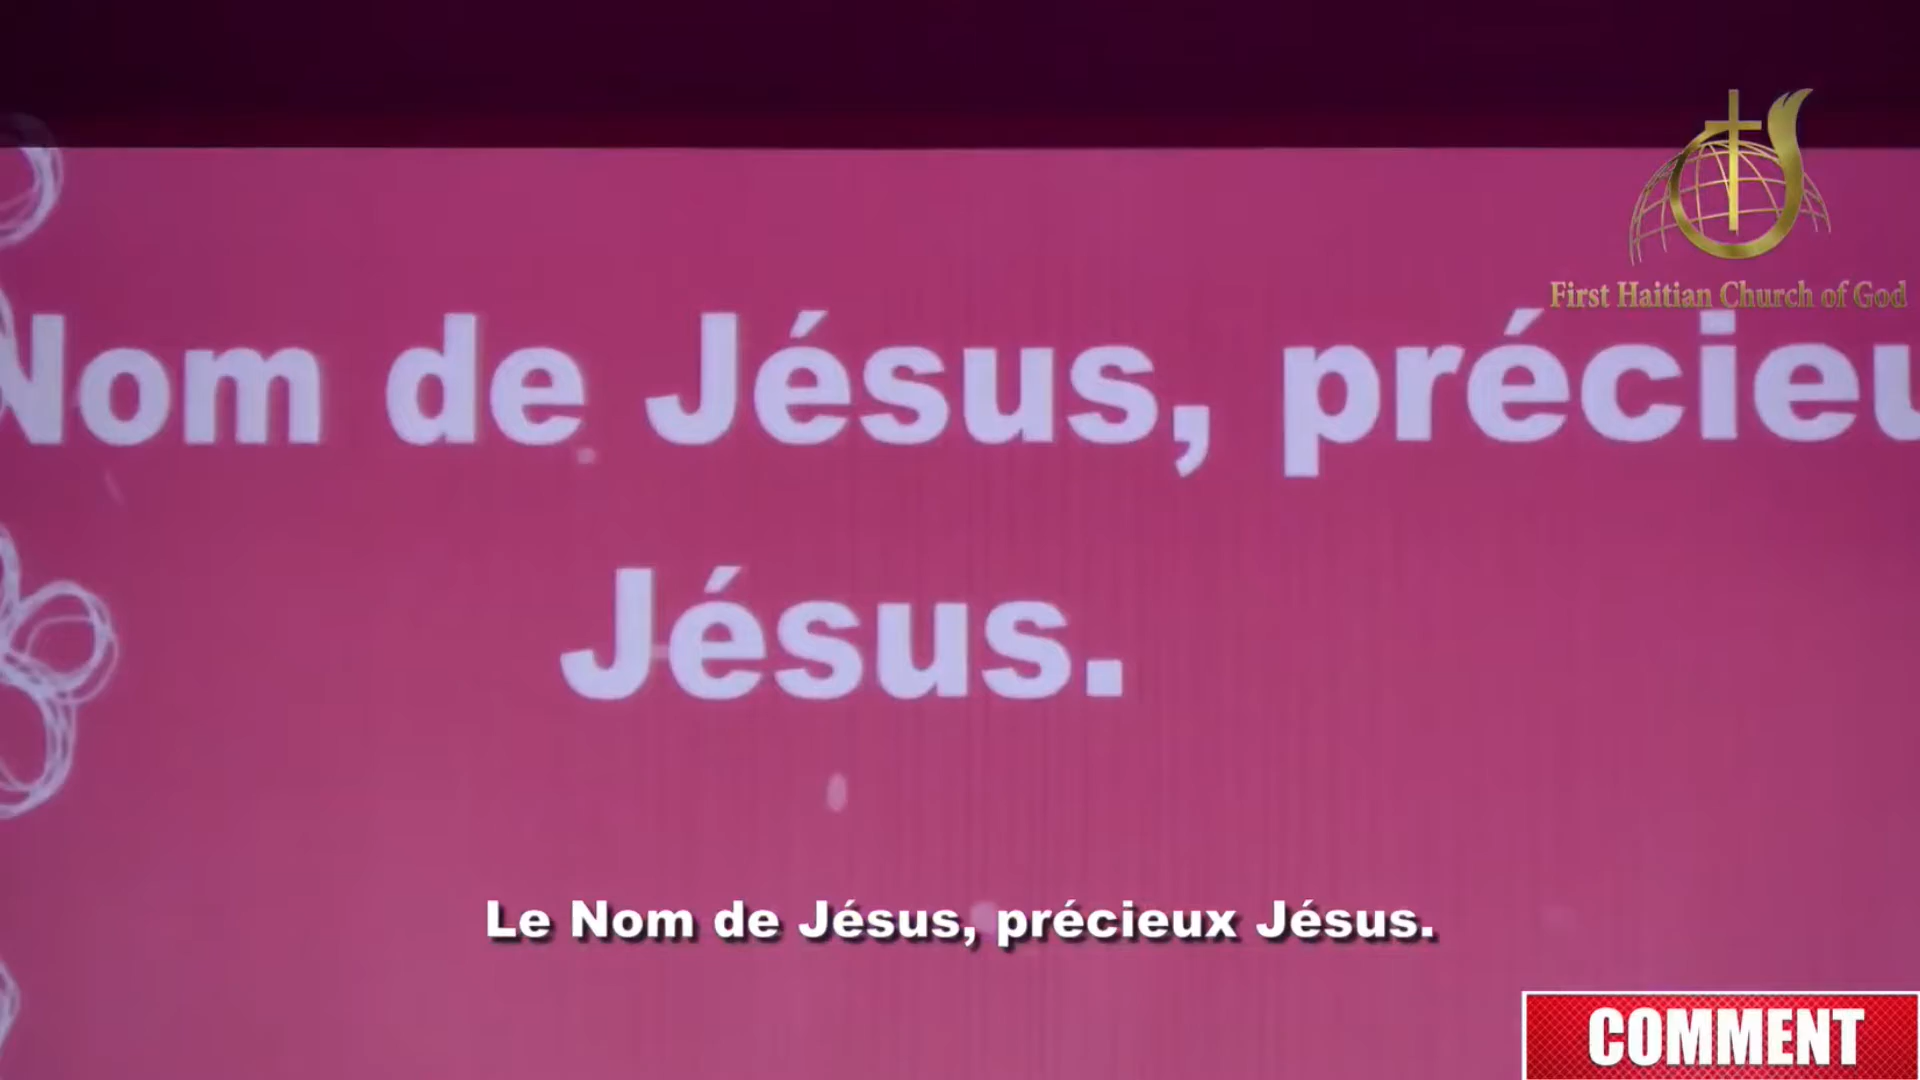 First Haitian Church of God
Nom de Jésus, précieu
Jésus.
Le Nom de Jésus, précieux Jésus.
COMMENT